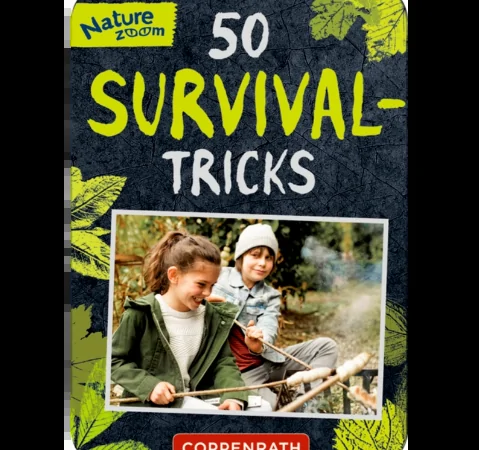 Nature
zoom
50
SURVIVAL-
TRICKS
COPPENRATH